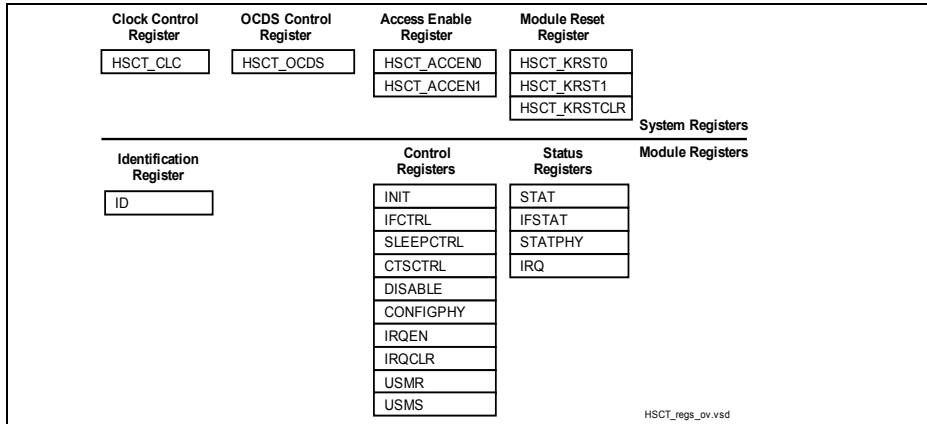 Clock Control
Register
HSCT_CLC
OCDS Control
Register
HSCT_OCDS
Access Enable
Register
HSCT_ACCEN0
HSCT_ACCEN1
Module Reset
Register
HSCT_KRST0
HSCT_KRST1
HSCT_KRSTCLR
System Registers
Module Registers
Identification
Register
ID
Control
Registers
INIT
IFCTRL
SLEEPCTRL
CTSCTRL
DISABLE
CONFIGPHY
IRQEN
IRQCLR
USMR
USMS
Status
Registers
STAT
IFSTAT
STATPHY
IRQ
HSCT_regs_ov.vsd